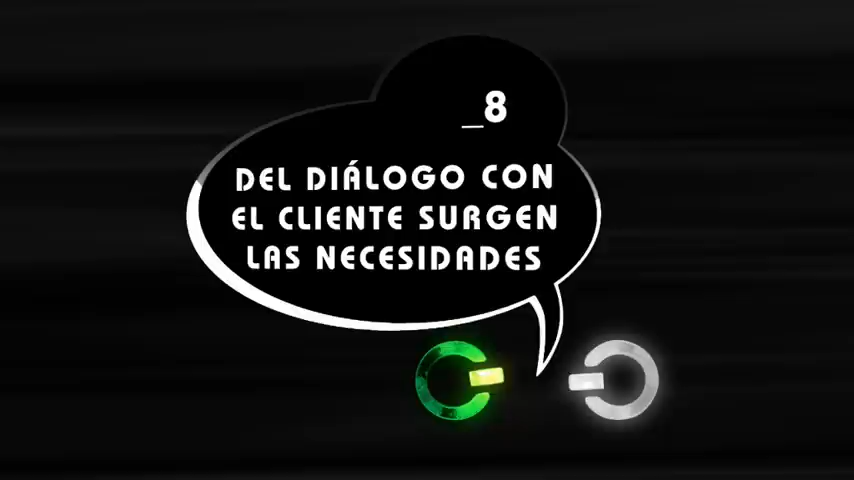 _8
DEL DIÁLOGO CON
EL CLIENTE SURGEN
LAS NECESIDADES